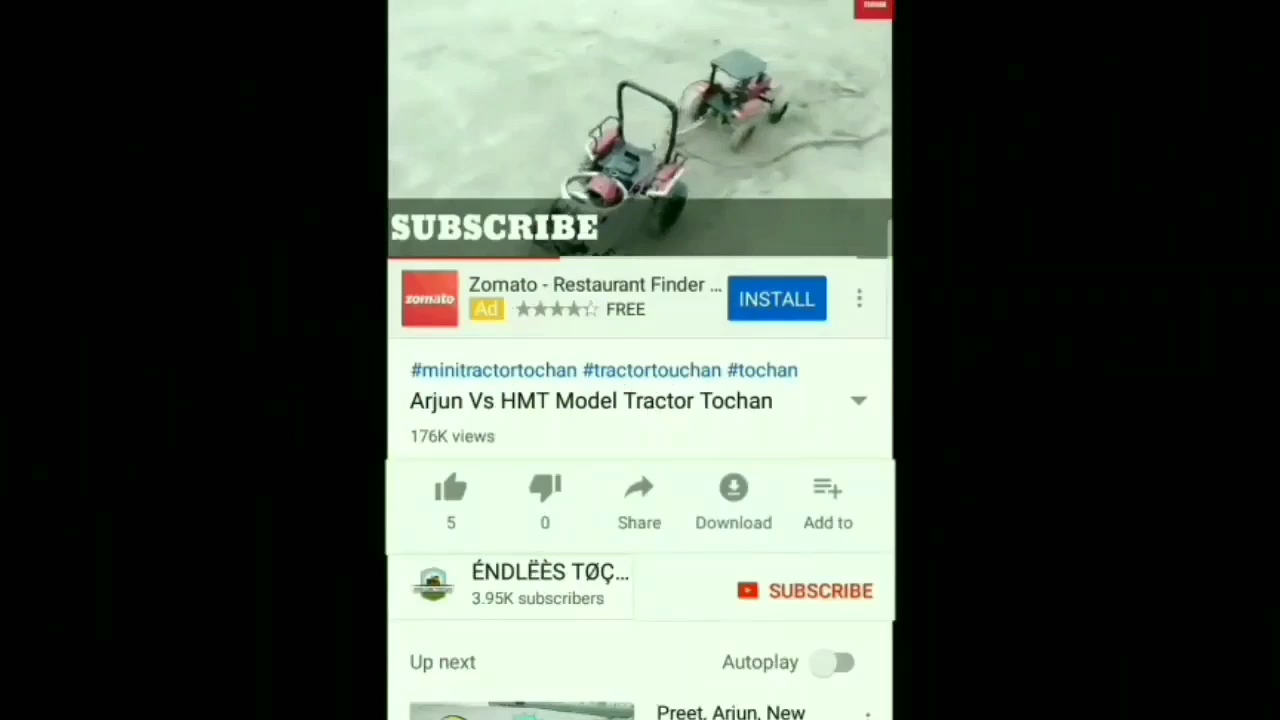 SUBSCRIBE
zomato
Zomato - Restaurant Finder ...
INSTALL
Ad
FREE
#minitractortochan #tractortouchan #tochan
Arjun Vs HMT Model Tractor Tochan
176K views
5
0
Share
Download
Add to
ÉNDLËÈS TØÇ...
3.95K subscribers
SUBSCRIBE
Up next
Autoplay
Preet, Arjun, New